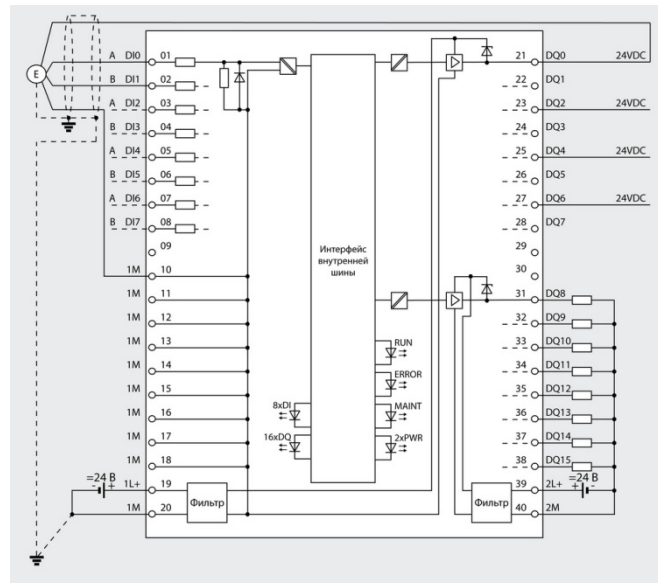 A DI0 01 21 DQ0 24VDC
E
B DI1 02 22 DQ1
A DI2 03 23 DQ2 24VDC
B DI3 04 24 DQ3
A DI4 05 25 DQ4 24VDC
B DI5 06 26 DQ5
A DI6 07 27 DQ6 24VDC
B DI7 08 28 DQ7
09 29
Интерфейс
внутренней
шины
1M 10 30
1M 11 31 DQ8
1M 12 32 DQ9
1M 13 33 DQ10
RUN
1M 14 34 DQ11
ERROR
1M 15 35 DQ12
8xDI MAINT
1M 16 36 DQ13
16xDQ 2xPWR
1M 17 37 DQ14
1M 18 38 DQ15
=24 В =24 В
- + 1L+ 19 39 2L+ + -
Фильтр Фильтр
1M 20 40 2M